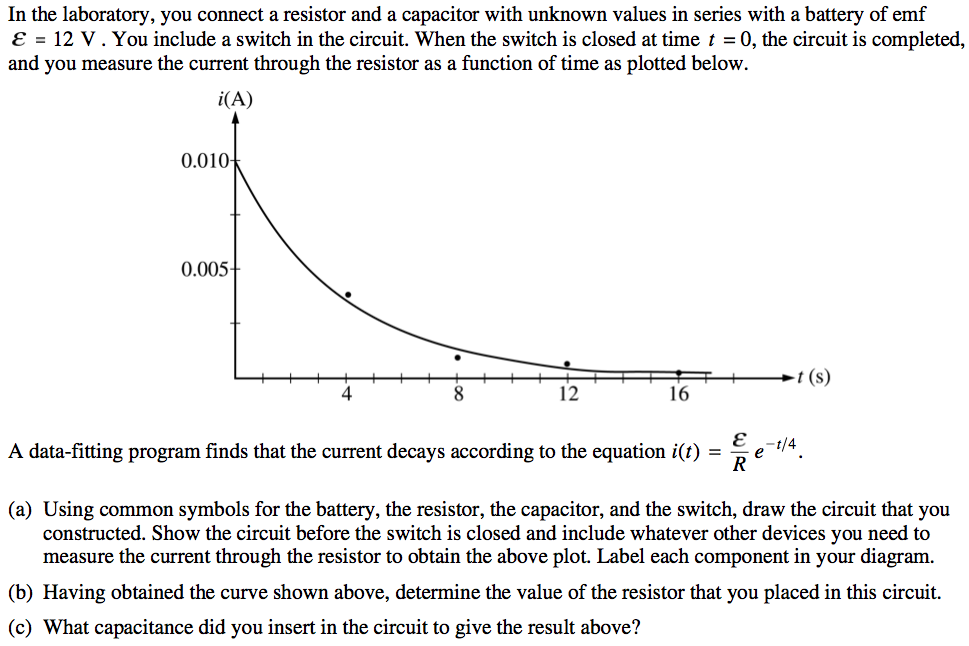 In the laboratory, you connect a resistor and a capacitor with unknown values in series with a battery of emf
ℰ = 12 V . You include a switch in the circuit. When the switch is closed at time t = 0, the circuit is completed,
and you measure the current through the resistor as a function of time as plotted below.
i(A)
0.010
0.005
4 8 12 16 t (s)
A data-fitting program finds that the current decays according to the equation i(t) = ℰ/R e^(−t/4).
(a) Using common symbols for the battery, the resistor, the capacitor, and the switch, draw the circuit that you
constructed. Show the circuit before the switch is closed and include whatever other devices you need to
measure the current through the resistor to obtain the above plot. Label each component in your diagram.
(b) Having obtained the curve shown above, determine the value of the resistor that you placed in this circuit.
(c) What capacitance did you insert in the circuit to give the result above?